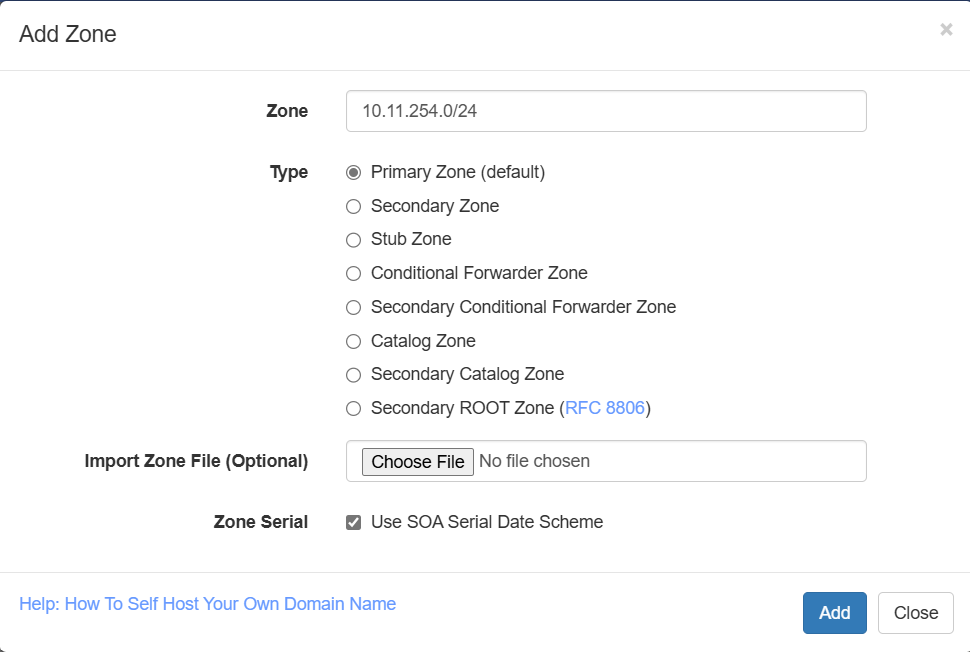 Add Zone
×
Zone 10.11.254.0/24
Type Primary Zone (default)
Secondary Zone
Stub Zone
Conditional Forwarder Zone
Secondary Conditional Forwarder Zone
Catalog Zone
Secondary Catalog Zone
Secondary ROOT Zone (RFC 8806)
Import Zone File (Optional) Choose File No file chosen
Zone Serial Use SOA Serial Date Scheme
Help: How To Self Host Your Own Domain Name
Add Close